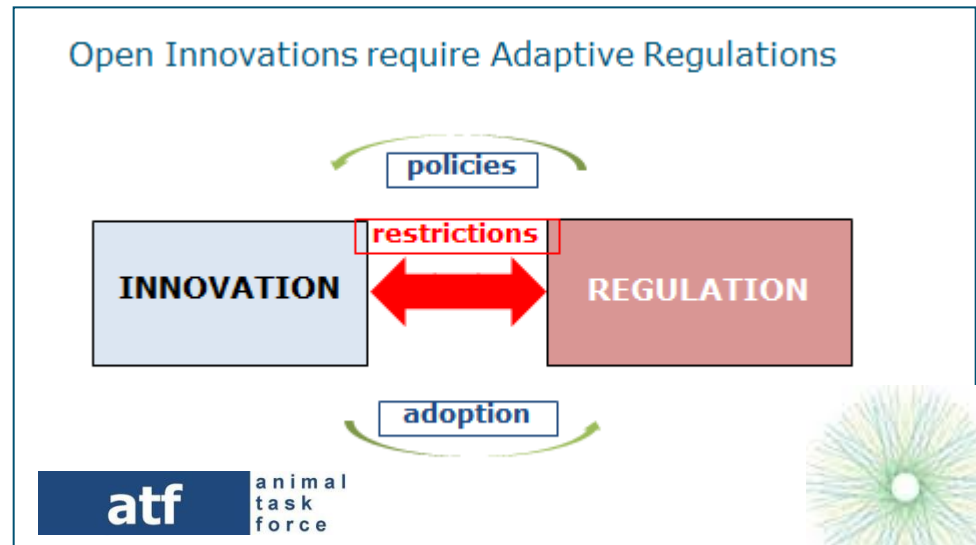 Open Innovations require Adaptive Regulations
policies
restrictions
INNOVATION
REGULATION
adoption
atf
animal
task
force